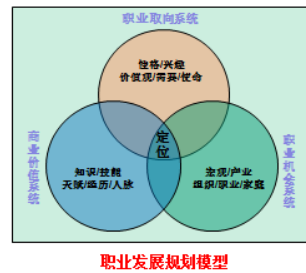 职业取向系统
性格/兴趣
价值观/需要/使命
商业价值系统
定位
职业机会系统
知识/技能
天赋/经历/人脉
宏观/产业
组织/职业/家庭
职业发展规划模型